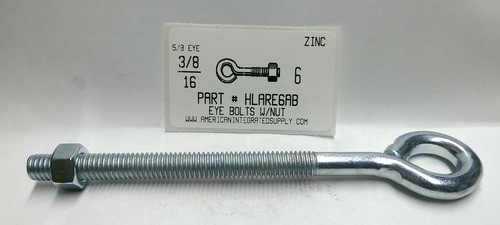 ZINC
5/8 EYE
3/8
16
6
PART # HLARE6AB
EYE BOLTS W/NUT
WWW.AMERICANINTEGRATEDSUPPLY.COM